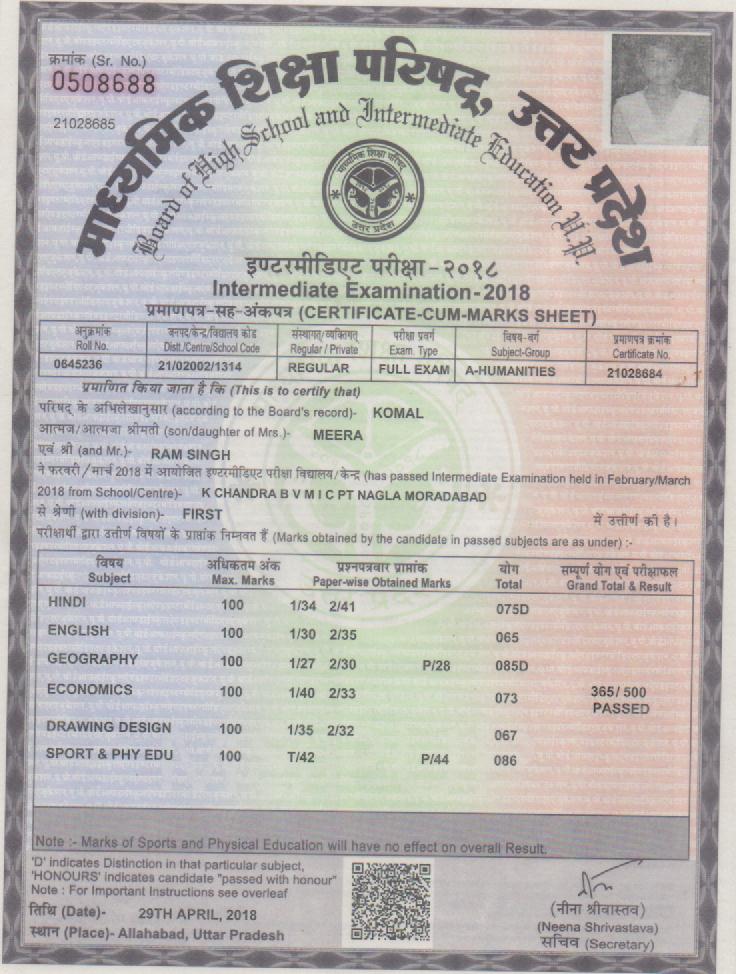 क्रमांक (Sr. No.)
0508688
21028685
माध्यमिक शिक्षा परिषद्, उत्तर प्रदेश
Board of High School and Intermediate Education U.P.
माध्यमिक शिक्षा परिषद्
उत्तर प्रदेश
इण्टरमीडिएट परीक्षा - २०१८
Intermediate Examination - 2018
प्रमाणपत्र-सह-अंकपत्र (CERTIFICATE-CUM-MARKS SHEET)
अनुक्रमांक जनपद/केन्द्र/विद्यालय कोड संस्थागत/व्यक्तिगत परीक्षा प्रवर्ग विषय-वर्ग प्रमाणपत्र क्रमांक
Roll No. Distt./Centre/School Code Regular / Private Exam. Type Subject-Group Certificate No.
0645236 21/02002/1314 REGULAR FULL EXAM A-HUMANITIES 21028684
प्रमाणित किया जाता है कि (This is to certify that)
परिषद् के अभिलेखानुसार (according to the Board's record)- KOMAL
आत्मज/आत्मजा श्रीमती (son/daughter of Mrs.)- MEERA
एवं श्री (and Mr.)- RAM SINGH
ने फरवरी/मार्च 2018 में आयोजित इण्टरमीडिएट परीक्षा विद्यालय/केन्द्र (has passed Intermediate Examination held in February/March
2018 from School/Centre)- K CHANDRA B V M I C PT NAGLA MORADABAD
से श्रेणी (with division)- FIRST में उत्तीर्ण की है।
परीक्षार्थी द्वारा उत्तीर्ण विषयों के प्राप्तांक निम्नवत हैं (Marks obtained by the candidate in passed subjects are as under) :-
विषय अधिकतम अंक प्रश्नपत्रवार प्राप्तांक योग सम्पूर्ण योग एवं परीक्षाफल
Subject Max. Marks Paper-wise Obtained Marks Total Grand Total & Result
HINDI 100 1/34 2/41 075D
ENGLISH 100 1/30 2/35 065
GEOGRAPHY 100 1/27 2/30 P/28 085D
ECONOMICS 100 1/40 2/33 073 365/ 500
PASSED
DRAWING DESIGN 100 1/35 2/32 067
SPORT & PHY EDU 100 T/42 P/44 086
Note :- Marks of Sports and Physical Education will have no effect on overall Result.
'D' indicates Distinction in that particular subject,
'HONOURS' indicates candidate "passed with honour"
Note : For Important Instructions see overleaf
तिथि (Date)- 29TH APRIL, 2018
स्थान (Place)- Allahabad, Uttar Pradesh
(नीना श्रीवास्तव)
(Neena Shrivastava)
सचिव (Secretary)